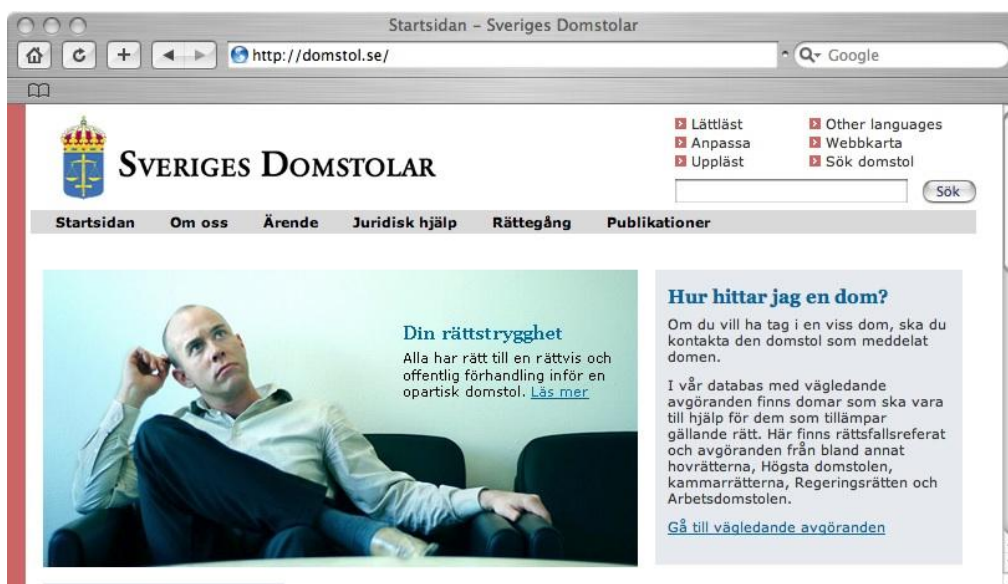 Startsidan – Sveriges Domstolar
http://domstol.se/
Google
Lättläst
Anpassa
Uppläst
Other languages
Webbkarta
Sök domstol
SVERIGES DOMSTOLAR
Sök
Startsidan Om oss Ärende Juridisk hjälp Rättegång Publikationer
Din rättstrygghet
Alla har rätt till en rättvis och
offentlig förhandling inför en
opartisk domstol. Läs mer
Hur hittar jag en dom?
Om du vill ha tag i en viss dom, ska du
kontakta den domstol som meddelat
domen.
I vår databas med vägledande
avgöranden finns domar som ska vara
till hjälp för dem som tillämpar
gällande rätt. Här finns rättsfallsreferat
och avgöranden från bland annat
hovrätterna, Högsta domstolen,
kammarrätterna, Regeringsrätten och
Arbetsdomstolen.
Gå till vägledande avgöranden